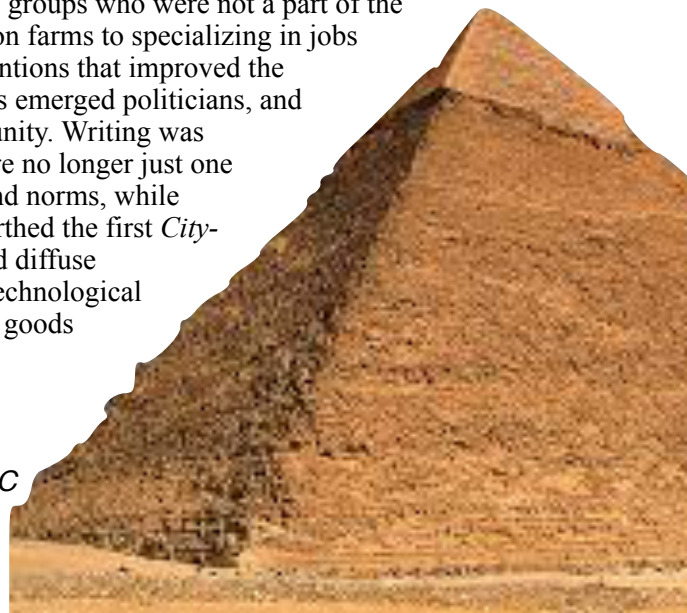 groups who were not a part of the
on farms to specializing in jobs
ntions that improved the
s emerged politicians, and
unity. Writing was
re no longer just one
nd norms, while
rthed the first City-
d diffuse
echnological
goods
C